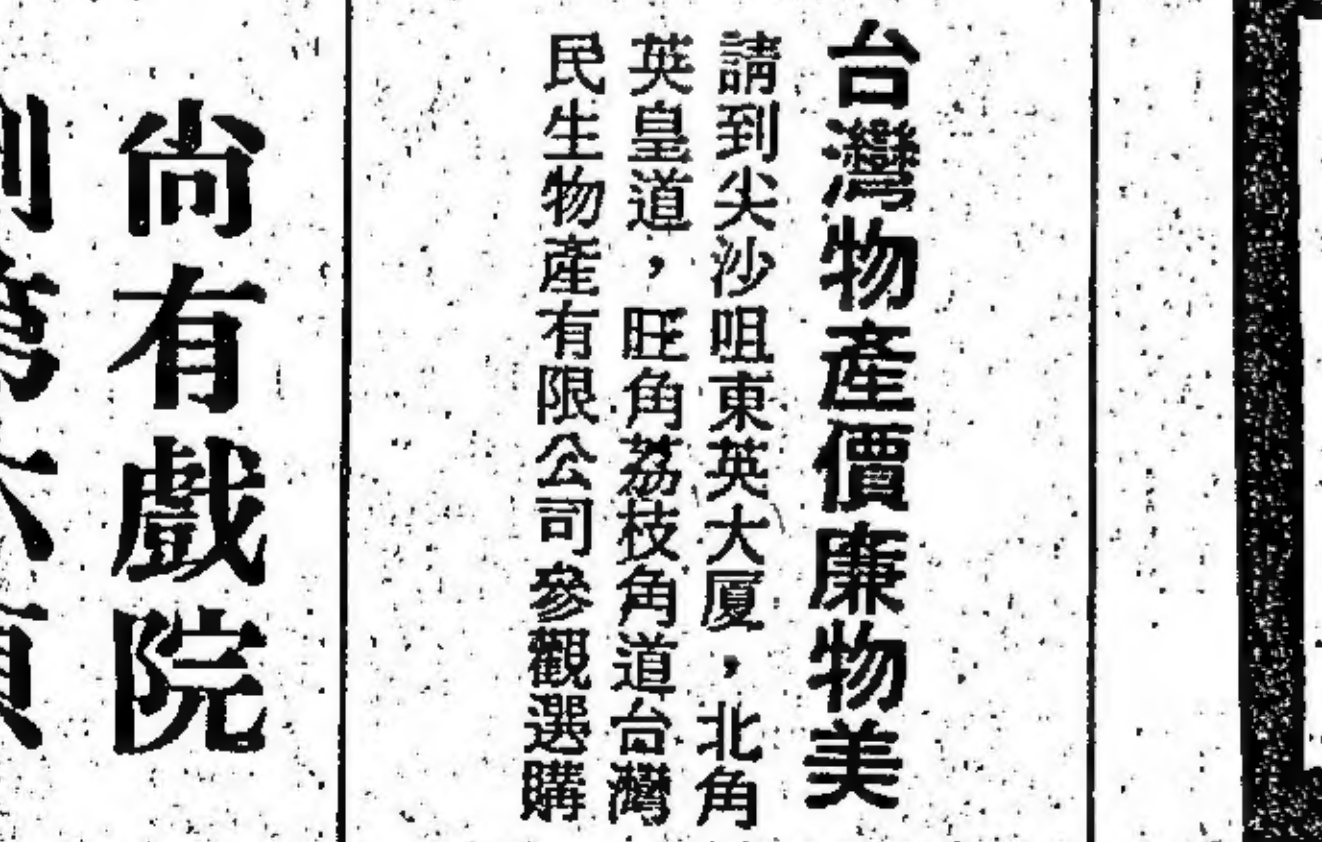 台灣物產價廉物美
請到尖沙咀東英大厦，北角
英皇道，旺角荔枝角道台灣
民生物產有限公司參觀選購
尚有戲院